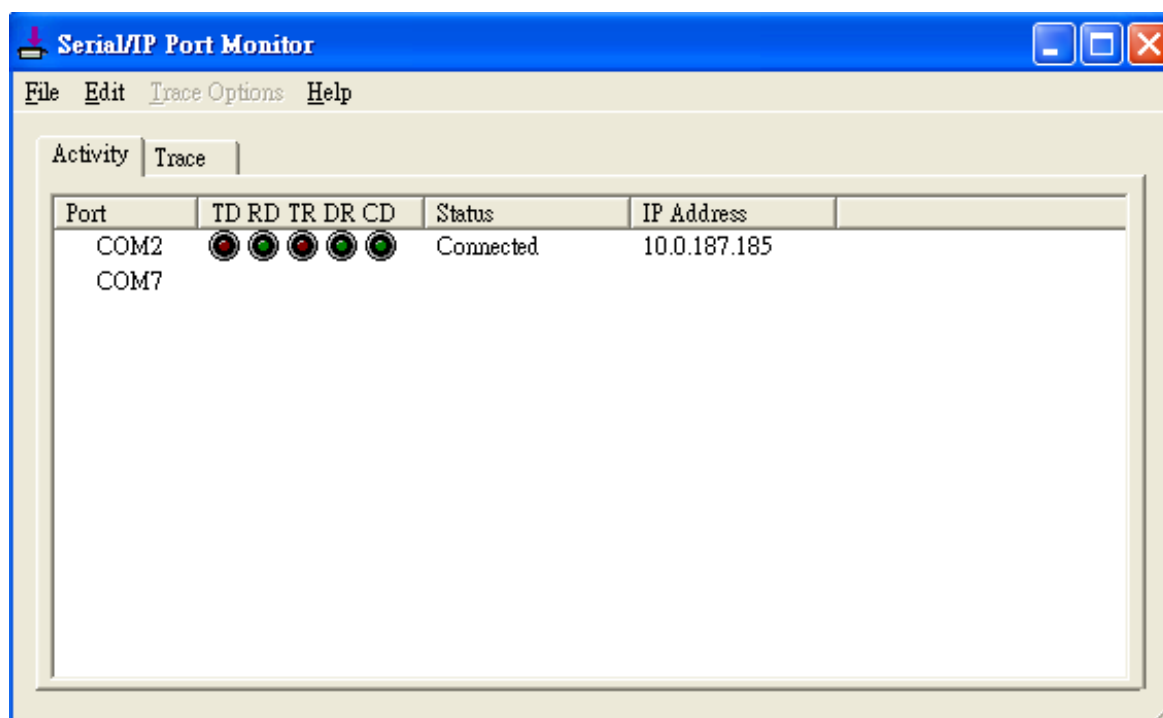 Serial/IP Port Monitor
File Edit Trace Options Help
Activity Trace
Port TD RD TR DR CD Status IP Address
COM2 Connected 10.0.187.185
COM7